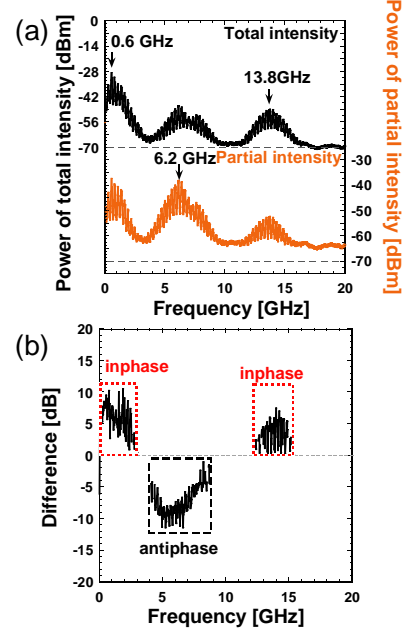 (a)
0
-14
-28
-42
-56
-70
Power of total intensity [dBm]
0.6 GHz
Total intensity
13.8GHz
6.2 GHz
Partial intensity
-30
-40
-50
-60
-70
Power of partial intensity [dBm]
0 5 10 15 20
Frequency [GHz]
(b)
20
15
10
5
0
-5
-10
-15
-20
Difference [dB]
inphase
inphase
antiphase
0 5 10 15 20
Frequency [GHz]